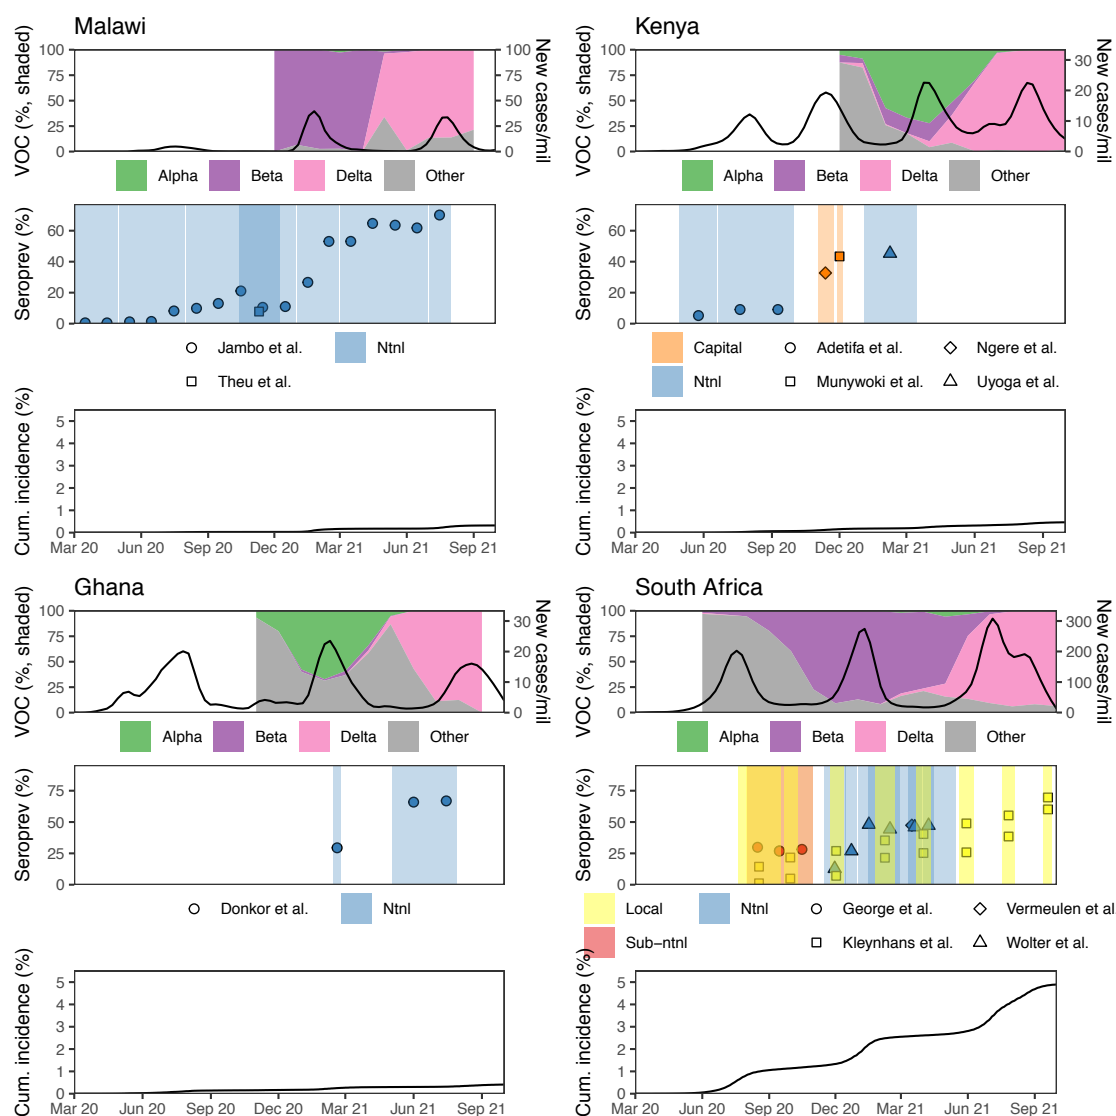 Malawi
VOC (%, shaded)
100
75
50
25
0
100
75
50
25
0
New cases/mil
Alpha
Beta
Delta
Other
Seroprev (%)
60
40
20
0
Jambo et al.
Ntnl
Theu et al.
Cum. incidence (%)
5
4
3
2
1
0
Mar 20 Jun 20 Sep 20 Dec 20 Mar 21 Jun 21 Sep 21
Kenya
VOC (%, shaded)
100
75
50
25
0
30
20
10
0
New cases/mil
Alpha
Beta
Delta
Other
Seroprev (%)
60
40
20
0
Capital
Adetifa et al.
Ngere et al.
Ntnl
Munywoki et al.
Uyoga et al.
Cum. incidence (%)
5
4
3
2
1
0
Mar 20 Jun 20 Sep 20 Dec 20 Mar 21 Jun 21 Sep 21
Ghana
VOC (%, shaded)
100
75
50
25
0
30
20
10
0
New cases/mil
Alpha
Beta
Delta
Other
Seroprev (%)
75
50
25
0
Donkor et al.
Ntnl
Cum. incidence (%)
5
4
3
2
1
0
Mar 20 Jun 20 Sep 20 Dec 20 Mar 21 Jun 21 Sep 21
South Africa
VOC (%, shaded)
100
75
50
25
0
300
200
100
0
New cases/mil
Alpha
Beta
Delta
Other
Seroprev (%)
75
50
25
0
Local
Ntnl
George et al.
Vermeulen et al
Sub−ntnl
Kleynhans et al.
Wolter et al.
Cum. incidence (%)
5
4
3
2
1
0
Mar 20 Jun 20 Sep 20 Dec 20 Mar 21 Jun 21 Sep 21